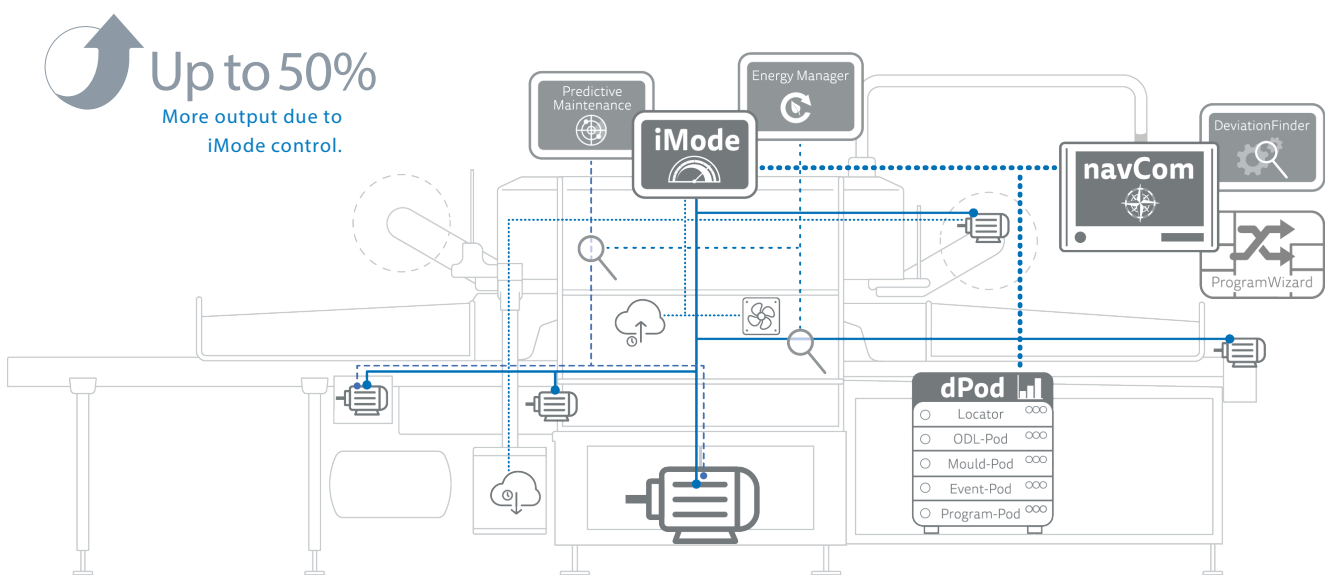 Up to 50%
More output due to
iMode control.
Predictive
Maintenance
Energy Manager
iMode
navCom
DeviationFinder
ProgramWizard
dPod
Locator
ODL-Pod
Mould-Pod
Event-Pod
Program-Pod